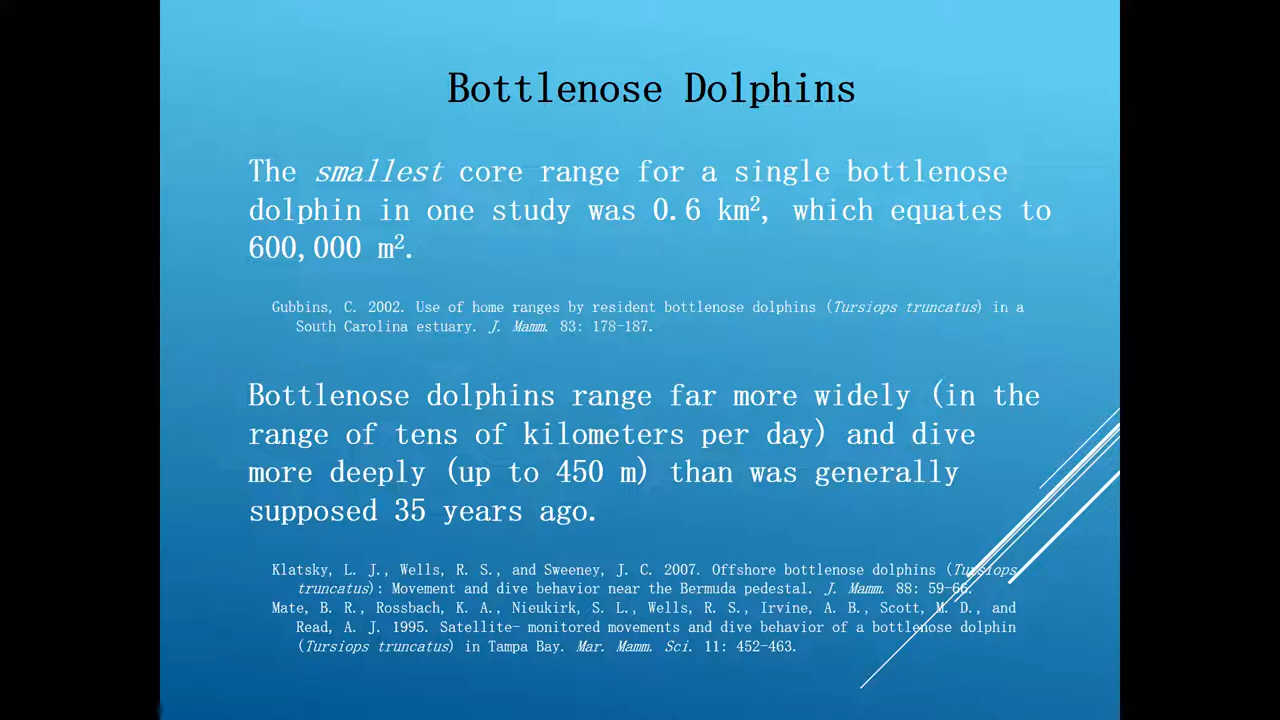 Bottlenose Dolphins
The smallest core range for a single bottlenose
dolphin in one study was 0.6 km², which equates to
600,000 m².
Gubbins, C. 2002. Use of home ranges by resident bottlenose dolphins (Tursiops truncatus) in a
South Carolina estuary. J. Mamm. 83: 178-187.
Bottlenose dolphins range far more widely (in the
range of tens of kilometers per day) and dive
more deeply (up to 450 m) than was generally
supposed 35 years ago.
Klatsky, L. J., Wells, R. S., and Sweeney, J. C. 2007. Offshore bottlenose dolphins (Tursiops
truncatus): Movement and dive behavior near the Bermuda pedestal. J. Mamm. 88: 59-66.
Mate, B. R., Rossbach, K. A., Nieukirk, S. L., Wells, R. S., Irvine, A. B., Scott, M. D., and
Read, A. J. 1995. Satellite- monitored movements and dive behavior of a bottlenose dolphin
(Tursiops truncatus) in Tampa Bay. Mar. Mamm. Sci. 11: 452-463.